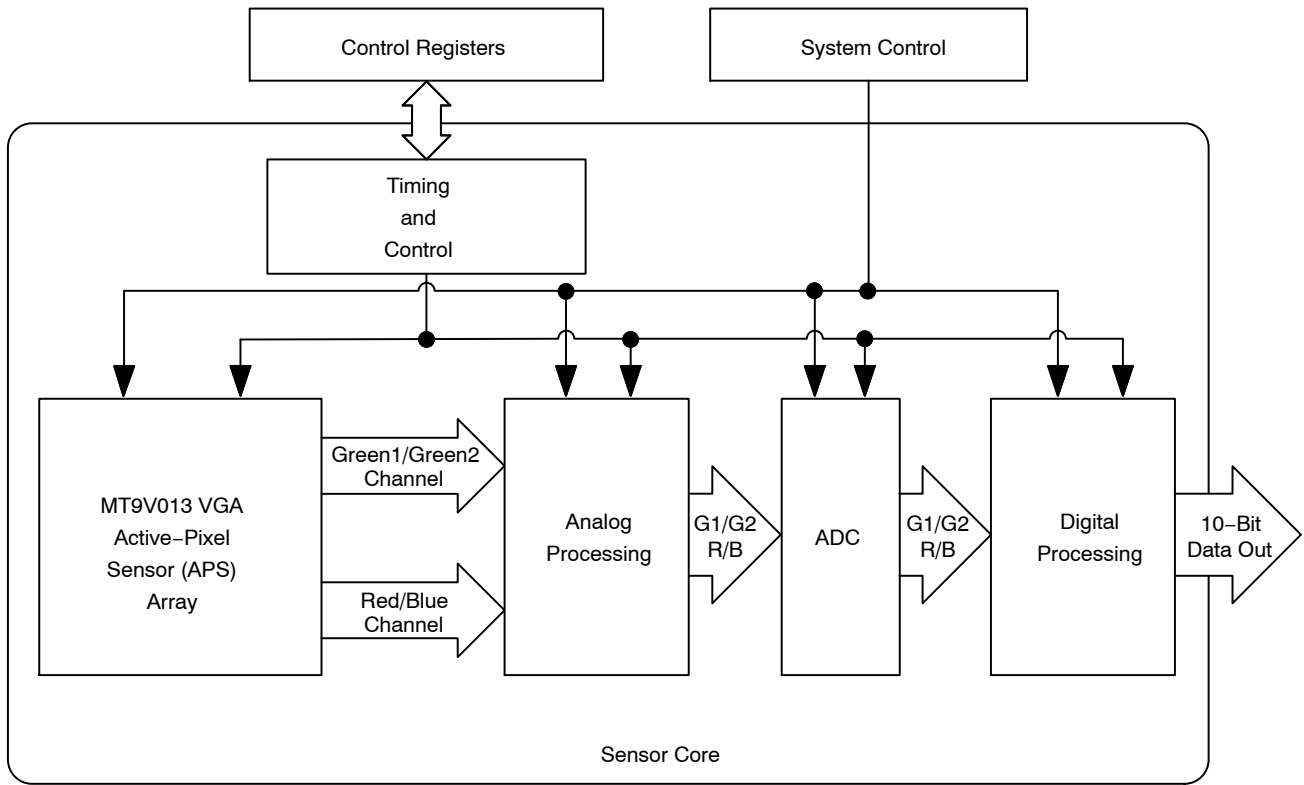 Control Registers
System Control
Timing
and
Control
Green1/Green2
Channel
MT9V013 VGA
Active−Pixel
Sensor (APS)
Array
Red/Blue
Channel
Analog
Processing
G1/G2
R/B
ADC
G1/G2
R/B
Digital
Processing
10−Bit
Data Out
Sensor Core